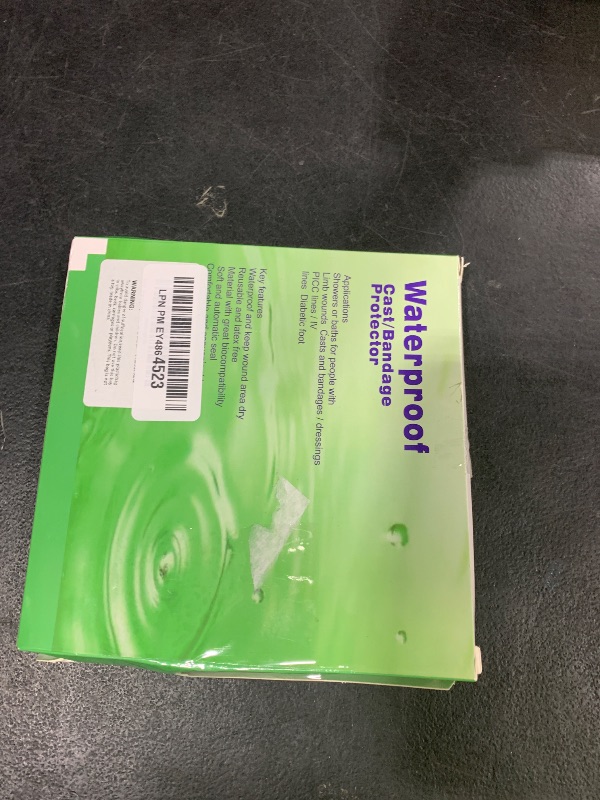 Waterproof
Cast/Bandage
Protector
Applications
Showers or baths for people with
Limb wounds Casts and bandages / dressings
PICC lines / IV
lines Diabetic foot
Key features
Waterproof and keep wound area dry
Reusable and latex free
Material with great biocompatibility
Soft and automatic seal
LPN PM EY486 4523
WARNING: